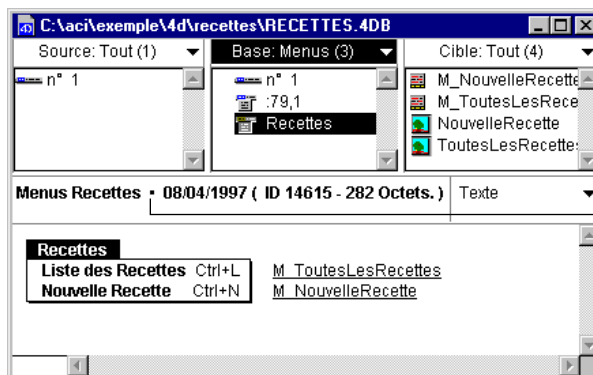 C:\aci\exemple\4d\recettes\RECETTES.4DB
Source: Tout (1)
Base: Menus (3)
Cible: Tout (4)
n° 1
n° 1
:79,1
Recettes
M_NouvelleRecette
M_ToutesLesRece
NouvelleRecette
ToutesLesRecettes
Menus Recettes ▪ 08/04/1997 ( ID 14615 - 282 Octets. )
Texte
Recettes
Liste des Recettes Ctrl+L M_ToutesLesRecettes
Nouvelle Recette Ctrl+N M_NouvelleRecette